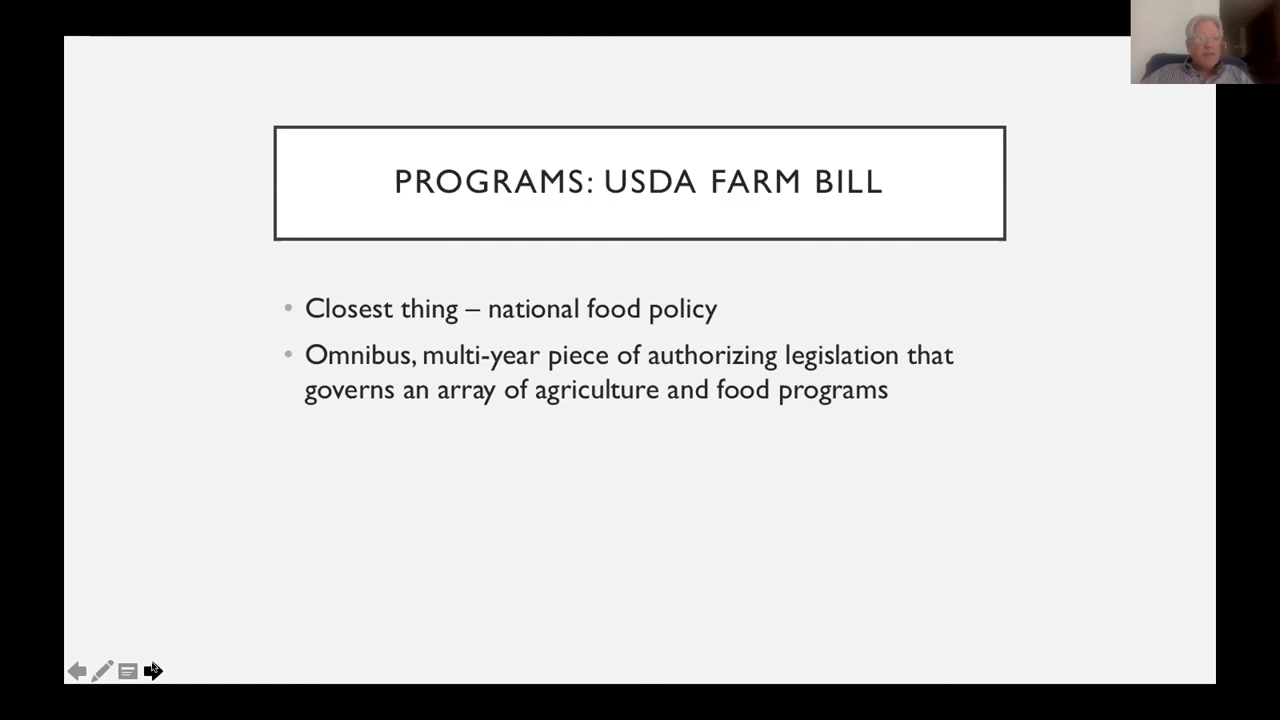 PROGRAMS: USDA FARM BILL
• Closest thing – national food policy
• Omnibus, multi-year piece of authorizing legislation that
governs an array of agriculture and food programs